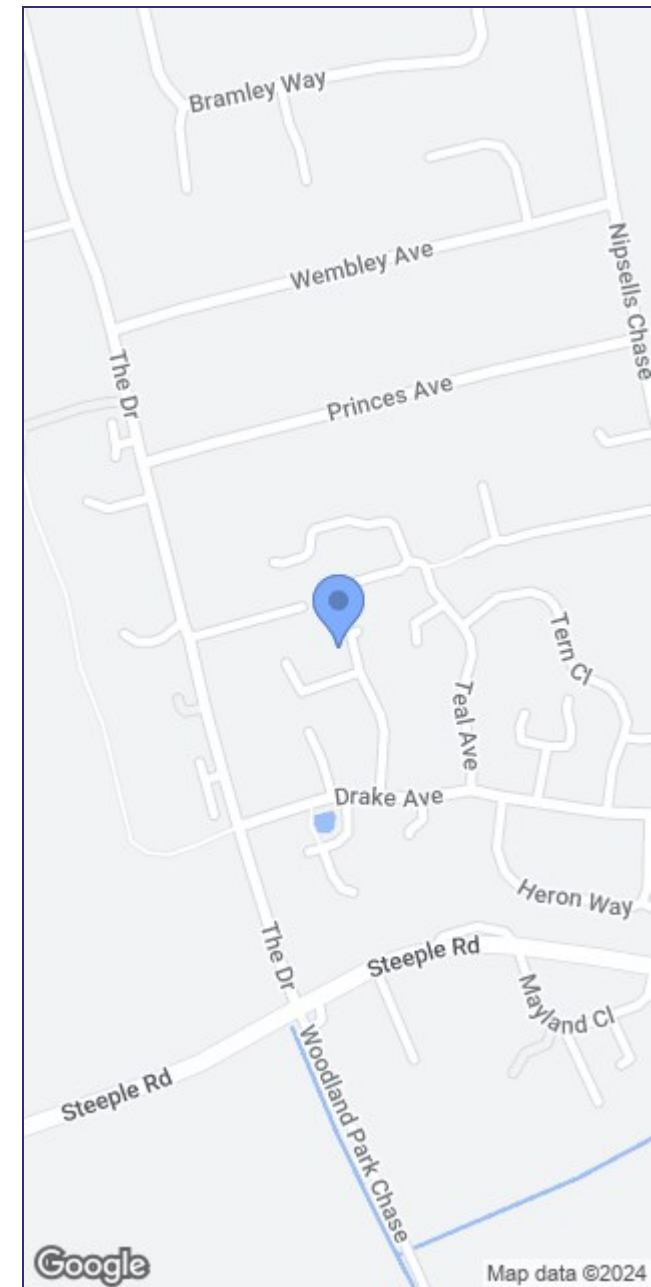 Bramley Way
Nipsells Chase
Wembley Ave
The Dr
Princes Ave
Tern Cl
Teal Ave
Drake Ave
Heron Way
The Dr
Steeple Rd
Mayland Cl
Woodland Park Chase
Steeple Rd
Google
Map data ©2024